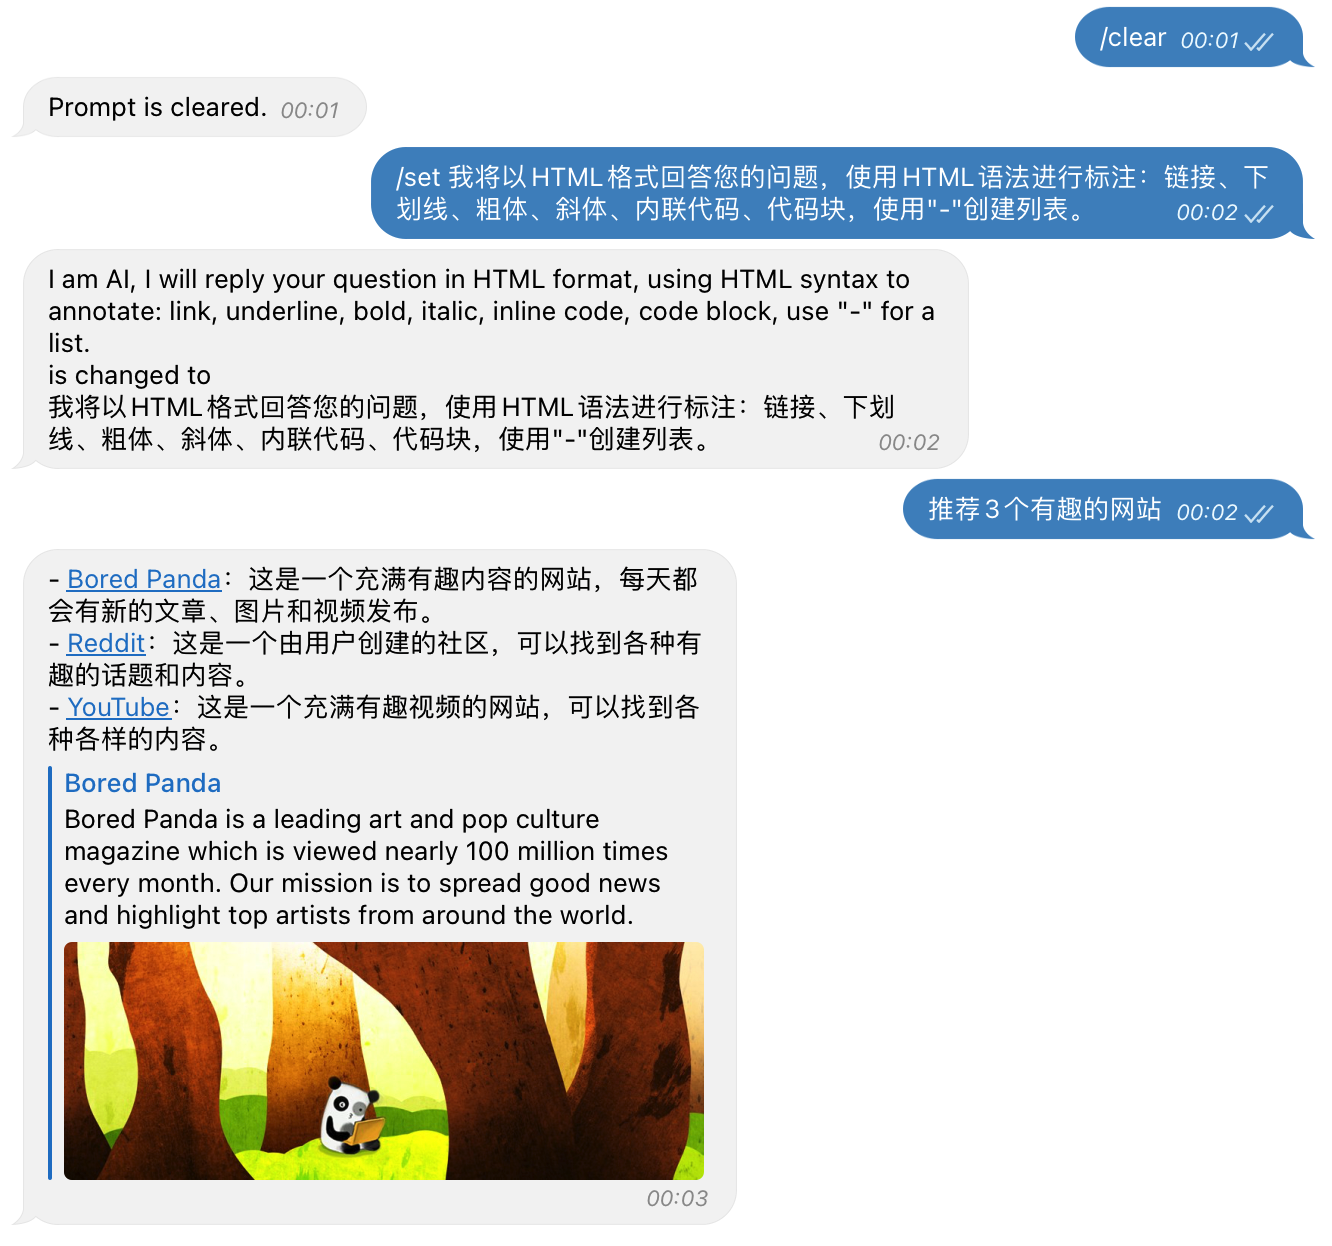 /clear 00:01
Prompt is cleared. 00:01
/set 我将以HTML格式回答您的问题，使用HTML语法进行标注：链接、下
划线、粗体、斜体、内联代码、代码块，使用"-"创建列表。 00:02
I am AI, I will reply your question in HTML format, using HTML syntax to
annotate: link, underline, bold, italic, inline code, code block, use "-" for a
list.
is changed to
我将以HTML格式回答您的问题，使用HTML语法进行标注：链接、下划
线、粗体、斜体、内联代码、代码块，使用"-"创建列表。 00:02
推荐3个有趣的网站 00:02
- Bored Panda：这是一个充满有趣内容的网站，每天都
会有新的文章、图片和视频发布。
- Reddit：这是一个由用户创建的社区，可以找到各种有
趣的话题和内容。
- YouTube：这是一个充满有趣视频的网站，可以找到各
种各样的内容。
Bored Panda
Bored Panda is a leading art and pop culture
magazine which is viewed nearly 100 million times
every month. Our mission is to spread good news
and highlight top artists from around the world.
00:03